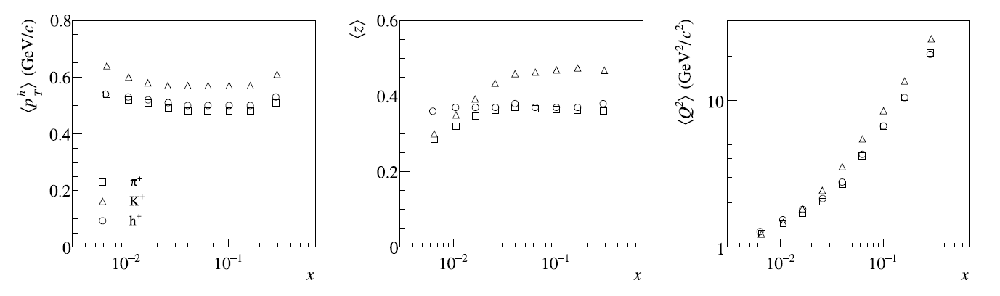 ⟨p_T^h⟩ (GeV/c)
0.8
0.6
0.4
0.2
0
π⁺
K⁺
h⁺
10⁻² 10⁻¹
x
⟨z⟩
0.6
0.4
0.2
0
10⁻² 10⁻¹
x
⟨Q²⟩ (GeV²/c²)
10
1
10⁻² 10⁻¹
x